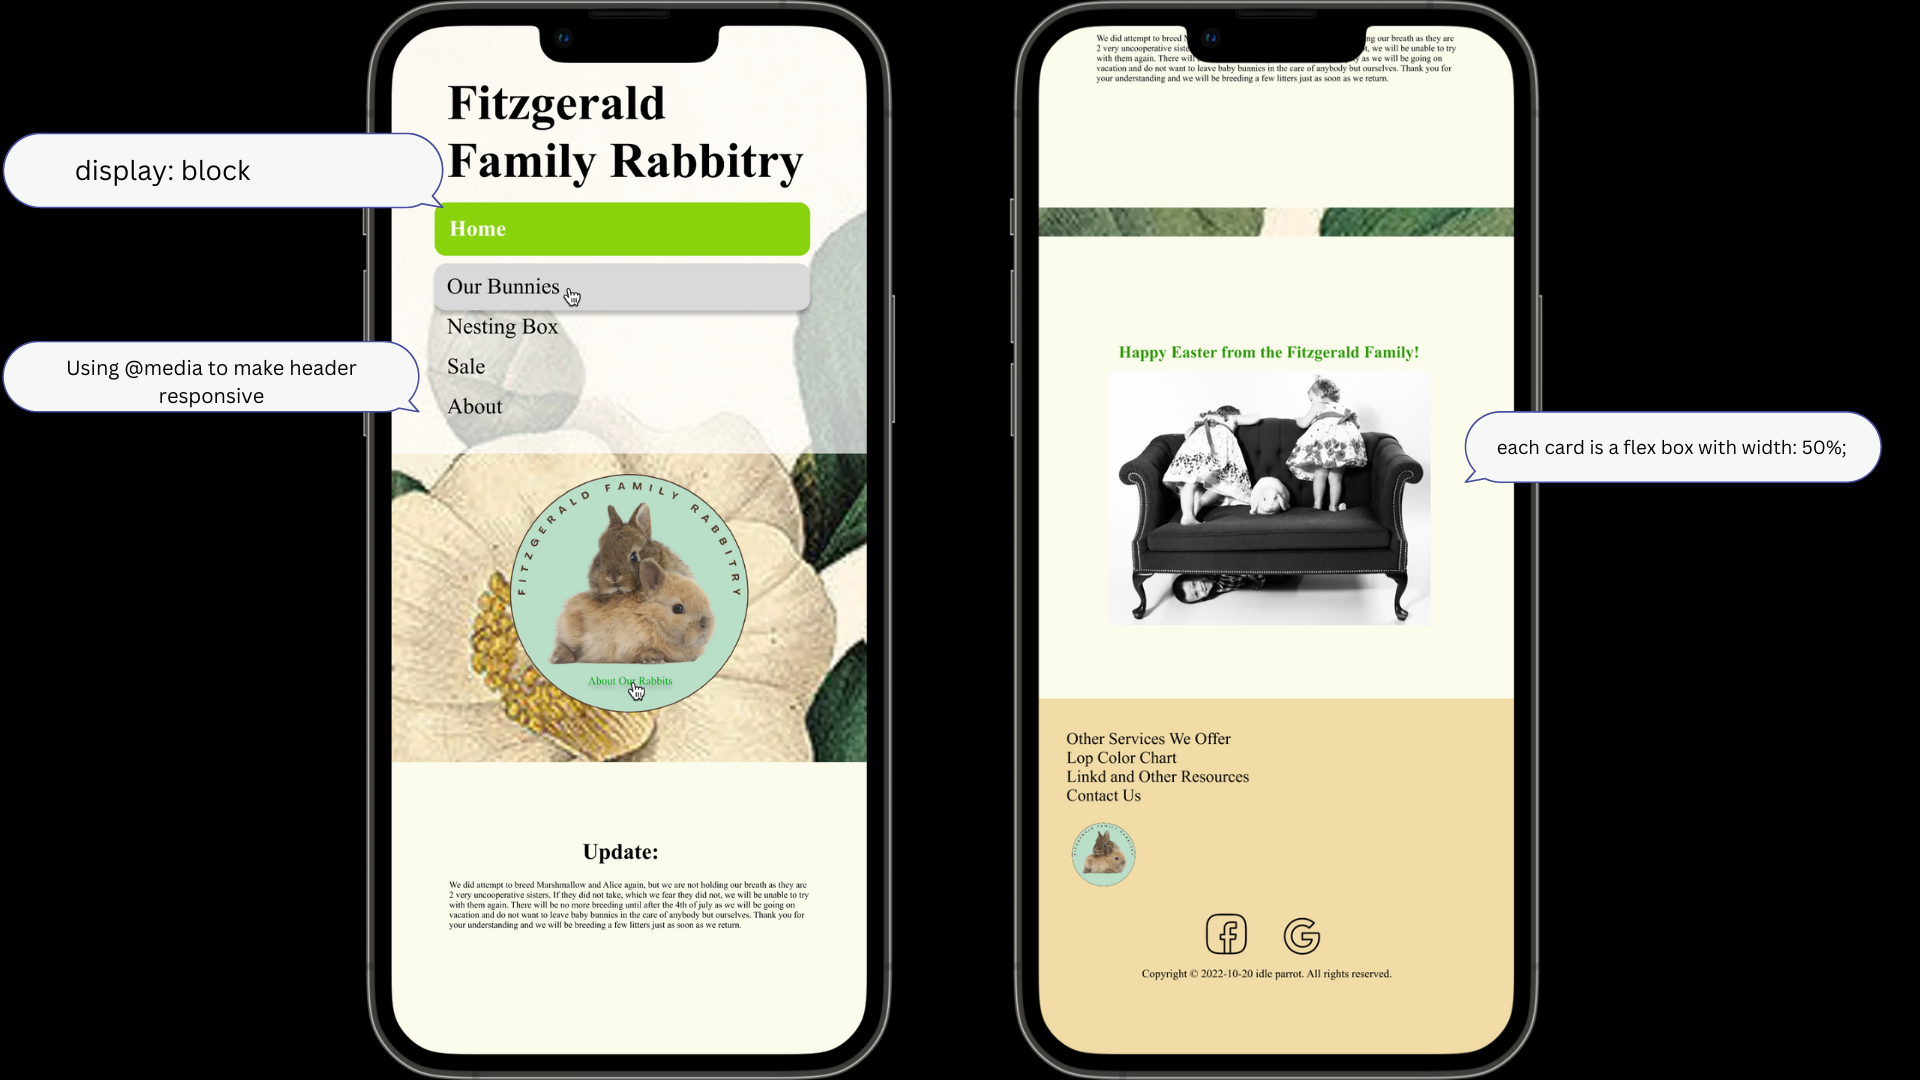 display: block
Using @media to make header
responsive
Fitzgerald
Family Rabbitry
Home
Our Bunnies
Nesting Box
Sale
About
FITZGERALD FAMILY RABBITRY
About Our Rabbits
Update:
We did attempt to breed Marshmallow and Alice again, but we are not holding our breath as they are
2 very uncooperative sisters. If they did not take, which we fear they did not, we will be unable to try
with them again. There will be no more breeding until after the 4th of july as we will be going on
vacation and do not want to leave baby bunnies in the care of anybody but ourselves. Thank you for
your understanding and we will be breeding a few litters just as soon as we return.
We did attempt to breed ng our breath as they are
2 very uncooperative siste t, we will be unable to try
with them again. There will y as we will be going on
vacation and do not want to leave baby bunnies in the care of anybody but ourselves. Thank you for
your understanding and we will be breeding a few litters just as soon as we return.
Happy Easter from the Fitzgerald Family!
each card is a flex box with width: 50%;
Other Services We Offer
Lop Color Chart
Linkd and Other Resources
Contact Us
FITZGERALD FAMILY RABBITRY
Copyright © 2022-10-20 idle parrot. All rights reserved.